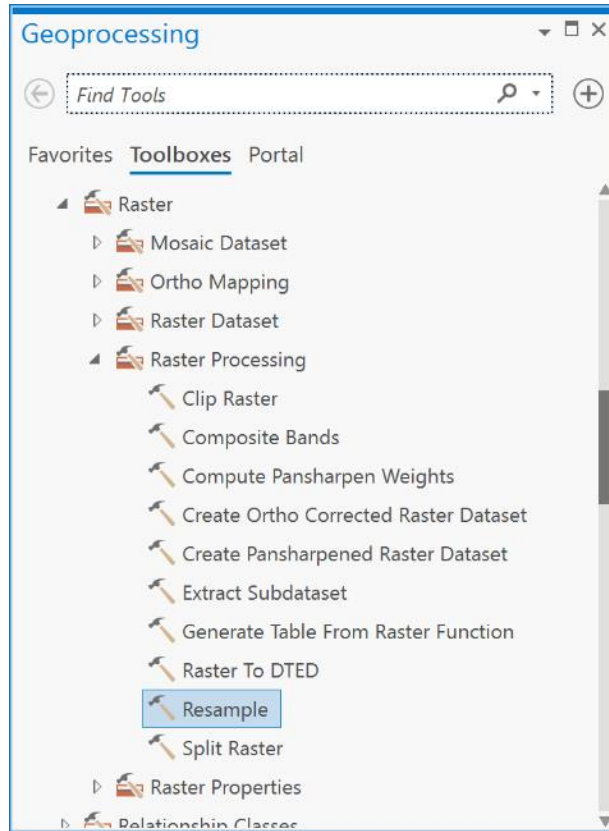 Geoprocessing
Find Tools
Favorites Toolboxes Portal
Raster
Mosaic Dataset
Ortho Mapping
Raster Dataset
Raster Processing
Clip Raster
Composite Bands
Compute Pansharpen Weights
Create Ortho Corrected Raster Dataset
Create Pansharpened Raster Dataset
Extract Subdataset
Generate Table From Raster Function
Raster To DTED
Resample
Split Raster
Raster Properties
Relationship Classes